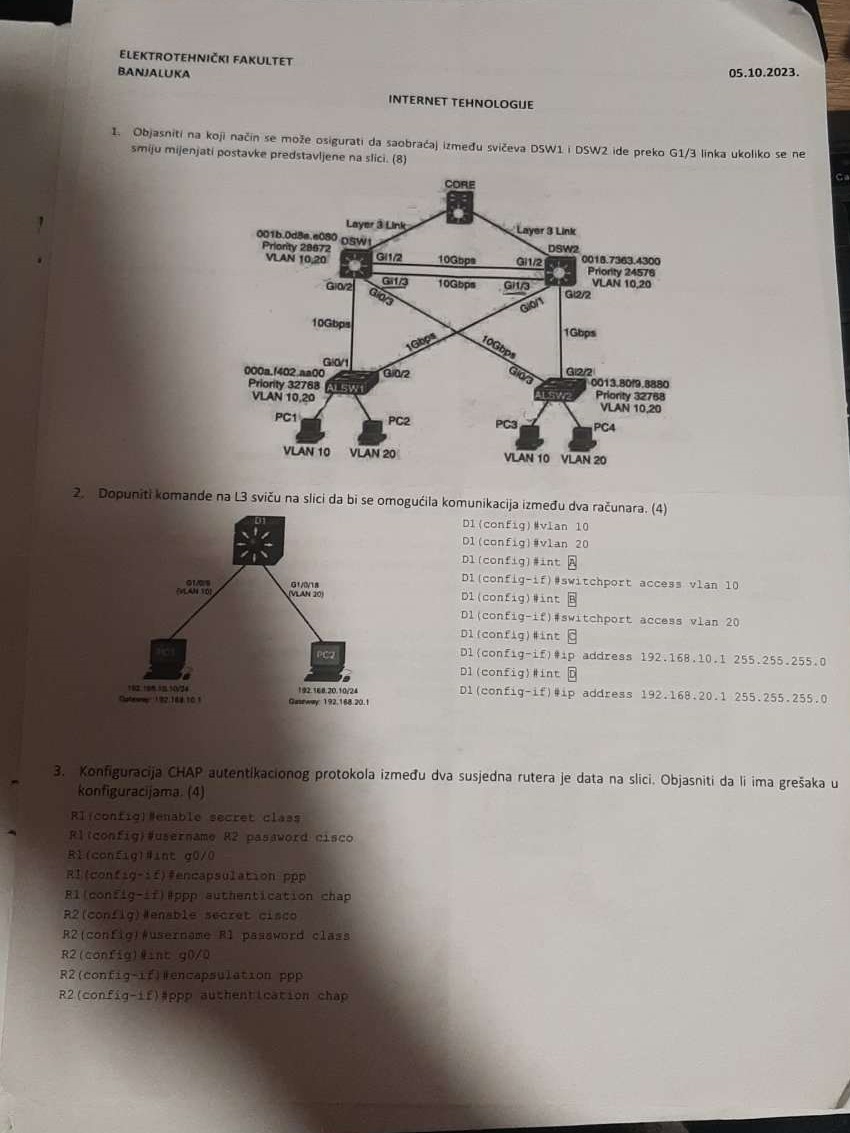 ELEKTROTEHNIČKI FAKULTET
BANJALUKA
05.10.2023.
INTERNET TEHNOLOGIJE
1. Objasniti na koji način se može osigurati da saobraćaj između svičeva DSW1 i DSW2 ide preko G1/3 linka ukoliko se ne
smiju mijenjati postavke predstavljene na slici. (8)
CORE
Layer 3 Link
Layer 3 Link
001b.0d8e.e080
Priority 28672
VLAN 10,20
DSW1
DSW2
0018.7363.4300
Priority 24576
VLAN 10,20
Gi1/2
10Gbps
Gi1/2
Gi1/3
10Gbps
Gi1/3
Gi0/2
Gi0/3
Gi0/1
Gi2/2
10Gbps
1Gbps
10Gbps
1Gbps
Gi0/1
Gi0/2
Gi0/3
Gi2/2
000a.f402.aa00
Priority 32768
VLAN 10,20
ALSW1
ALSW2
0013.80f9.8880
Priority 32768
VLAN 10,20
PC1
PC2
PC3
PC4
VLAN 10
VLAN 20
VLAN 10
VLAN 20
2. Dopuniti komande na L3 sviču na slici da bi se omogućila komunikacija između dva računara. (4)
D1
(VLAN 10)
G1/0/18
(VLAN 20)
PC1
PC2
192.168.10.10/24
Gateway: 192.168.10.1
192.168.20.10/24
Gateway: 192.168.20.1
D1(config)#vlan 10
D1(config)#vlan 20
D1(config)#int A
D1(config-if)#switchport access vlan 10
D1(config)#int B
D1(config-if)#switchport access vlan 20
D1(config)#int C
D1(config-if)#ip address 192.168.10.1 255.255.255.0
D1(config)#int D
D1(config-if)#ip address 192.168.20.1 255.255.255.0
3. Konfiguracija CHAP autentikacionog protokola između dva susjedna rutera je data na slici. Objasniti da li ima grešaka u
konfiguracijama. (4)
R1(config)#enable secret class
R1(config)#username R2 password cisco
R1(config)#int g0/0
R1(config-if)#encapsulation ppp
R1(config-if)#ppp authentication chap
R2(config)#enable secret cisco
R2(config)#username R1 password class
R2(config)#int g0/0
R2(config-if)#encapsulation ppp
R2(config-if)#ppp authentication chap